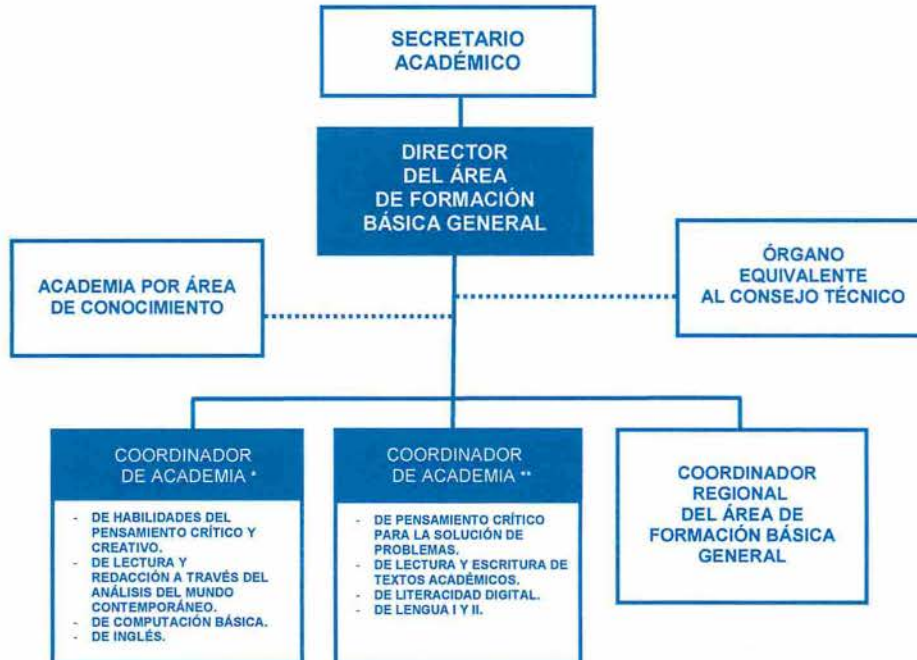 SECRETARIO
ACADÉMICO
DIRECTOR
DEL ÁREA
DE FORMACIÓN
BÁSICA GENERAL
ACADEMIA POR ÁREA
DE CONOCIMIENTO
ÓRGANO
EQUIVALENTE
AL CONSEJO TÉCNICO
COORDINADOR
DE ACADEMIA *
- DE HABILIDADES DEL
PENSAMIENTO CRÍTICO Y
CREATIVO.
- DE LECTURA Y
REDACCIÓN A TRAVÉS DEL
ANÁLISIS DEL MUNDO
CONTEMPORÁNEO.
- DE COMPUTACIÓN BÁSICA.
- DE INGLÉS.
COORDINADOR
DE ACADEMIA **
- DE PENSAMIENTO CRÍTICO
PARA LA SOLUCIÓN DE
PROBLEMAS.
- DE LECTURA Y ESCRITURA DE
TEXTOS ACADÉMICOS.
- DE LITERACIDAD DIGITAL.
- DE LENGUA I Y II.
COORDINADOR
REGIONAL
DEL ÁREA DE
FORMACIÓN BÁSICA
GENERAL